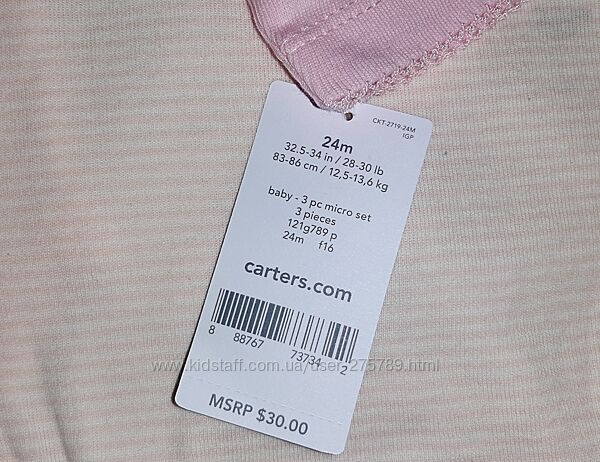 CKT-2719-24M
IGP
24m
32.5-34 in / 28-30 lb
83-86 cm / 12,5-13,6 kg
baby - 3 pc micro set
3 pieces
121g789 p
24m f16
carters.com
8 88767 73734 2
www.kidstaff.com.ua/user-275789.html
MSRP $30.00